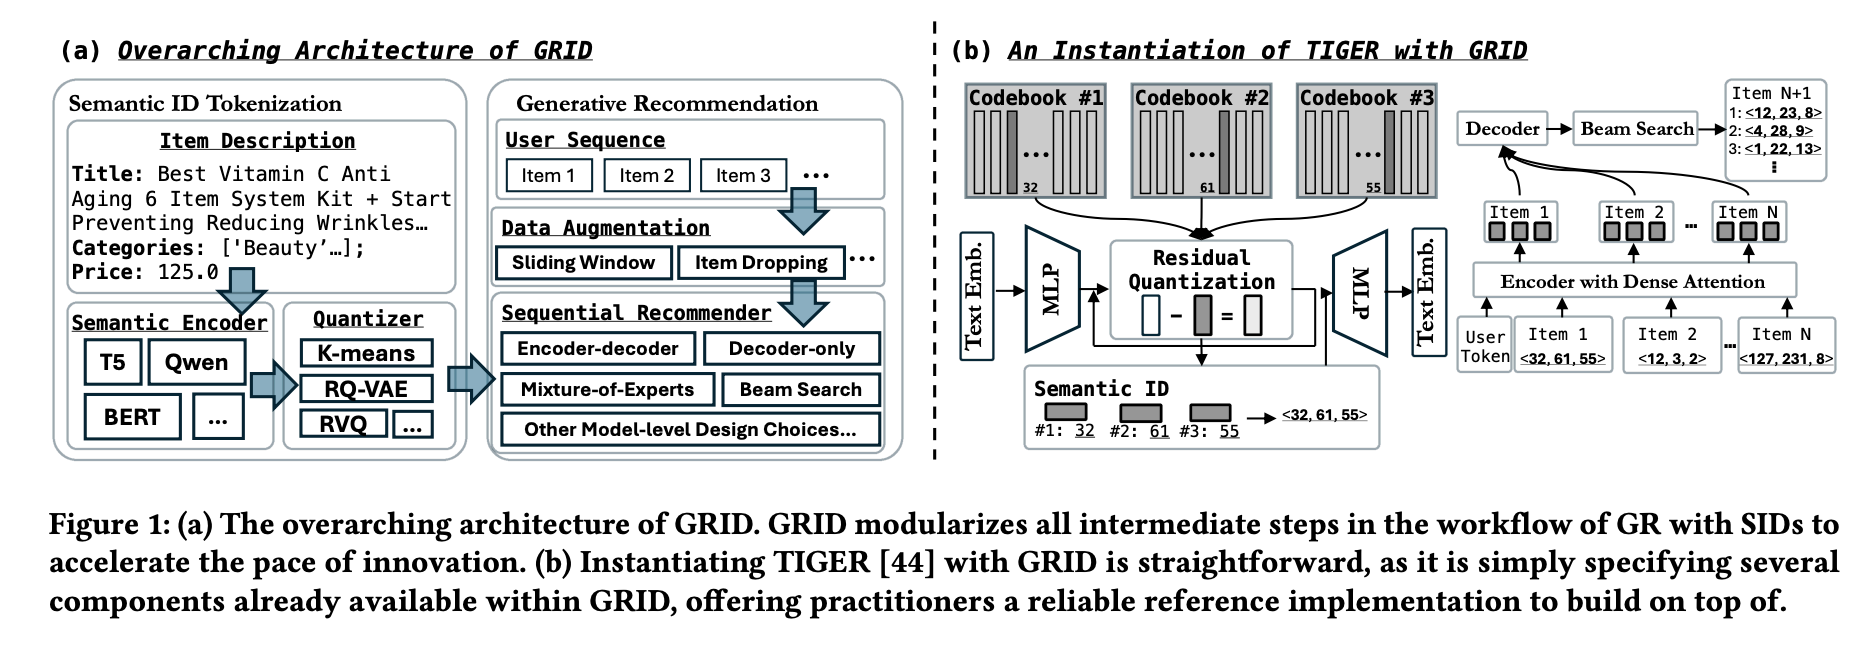 (a) Overarching Architecture of GRID
Semantic ID Tokenization
Item Description
Title: Best Vitamin C Anti
Aging 6 Item System Kit + Start
Preventing Reducing Wrinkles…
Categories: ['Beauty’…];
Price: 125.0
Semantic Encoder
T5
Qwen
BERT
...
Quantizer
K-means
RQ-VAE
RVQ
...
Generative Recommendation
User Sequence
Item 1
Item 2
Item 3
...
Data Augmentation
Sliding Window
Item Dropping
...
Sequential Recommender
Encoder-decoder
Decoder-only
Mixture-of-Experts
Beam Search
Other Model-level Design Choices...
(b) An Instantiation of TIGER with GRID
Codebook #1
...
32
Codebook #2
...
61
Codebook #3
...
55
Text Emb.
MLP
Residual
Quantization
- =
MLP
Text Emb.
Semantic ID
#1: 32 #2: 61 #3: 55
<32, 61, 55>
Decoder
Beam Search
Item N+1
1: <12, 23, 8>
2: <4, 28, 9>
3: <1, 22, 13>
⋮
Item 1
Item 2
...
Item N
Encoder with Dense Attention
User
Token
Item 1
<32, 61, 55>
Item 2
<12, 3, 2>
...
Item N
<127, 231, 8>
Figure 1: (a) The overarching architecture of GRID. GRID modularizes all intermediate steps in the workflow of GR with SIDs to
accelerate the pace of innovation. (b) Instantiating TIGER [44] with GRID is straightforward, as it is simply specifying several
components already available within GRID, offering practitioners a reliable reference implementation to build on top of.